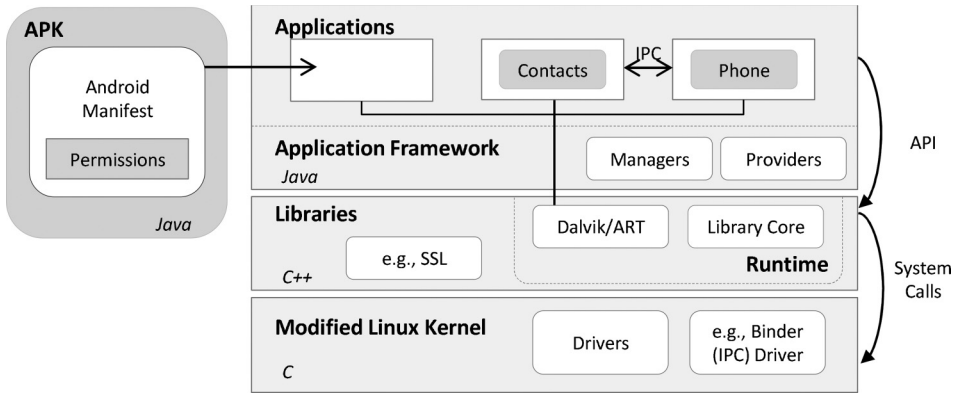 APK
Android
Manifest
Permissions
Java
Applications
Contacts
IPC
Phone
Application Framework
Java
Managers
Providers
API
Libraries
C++
e.g., SSL
Dalvik/ART
Library Core
Runtime
System
Calls
Modified Linux Kernel
C
Drivers
e.g., Binder
(IPC) Driver